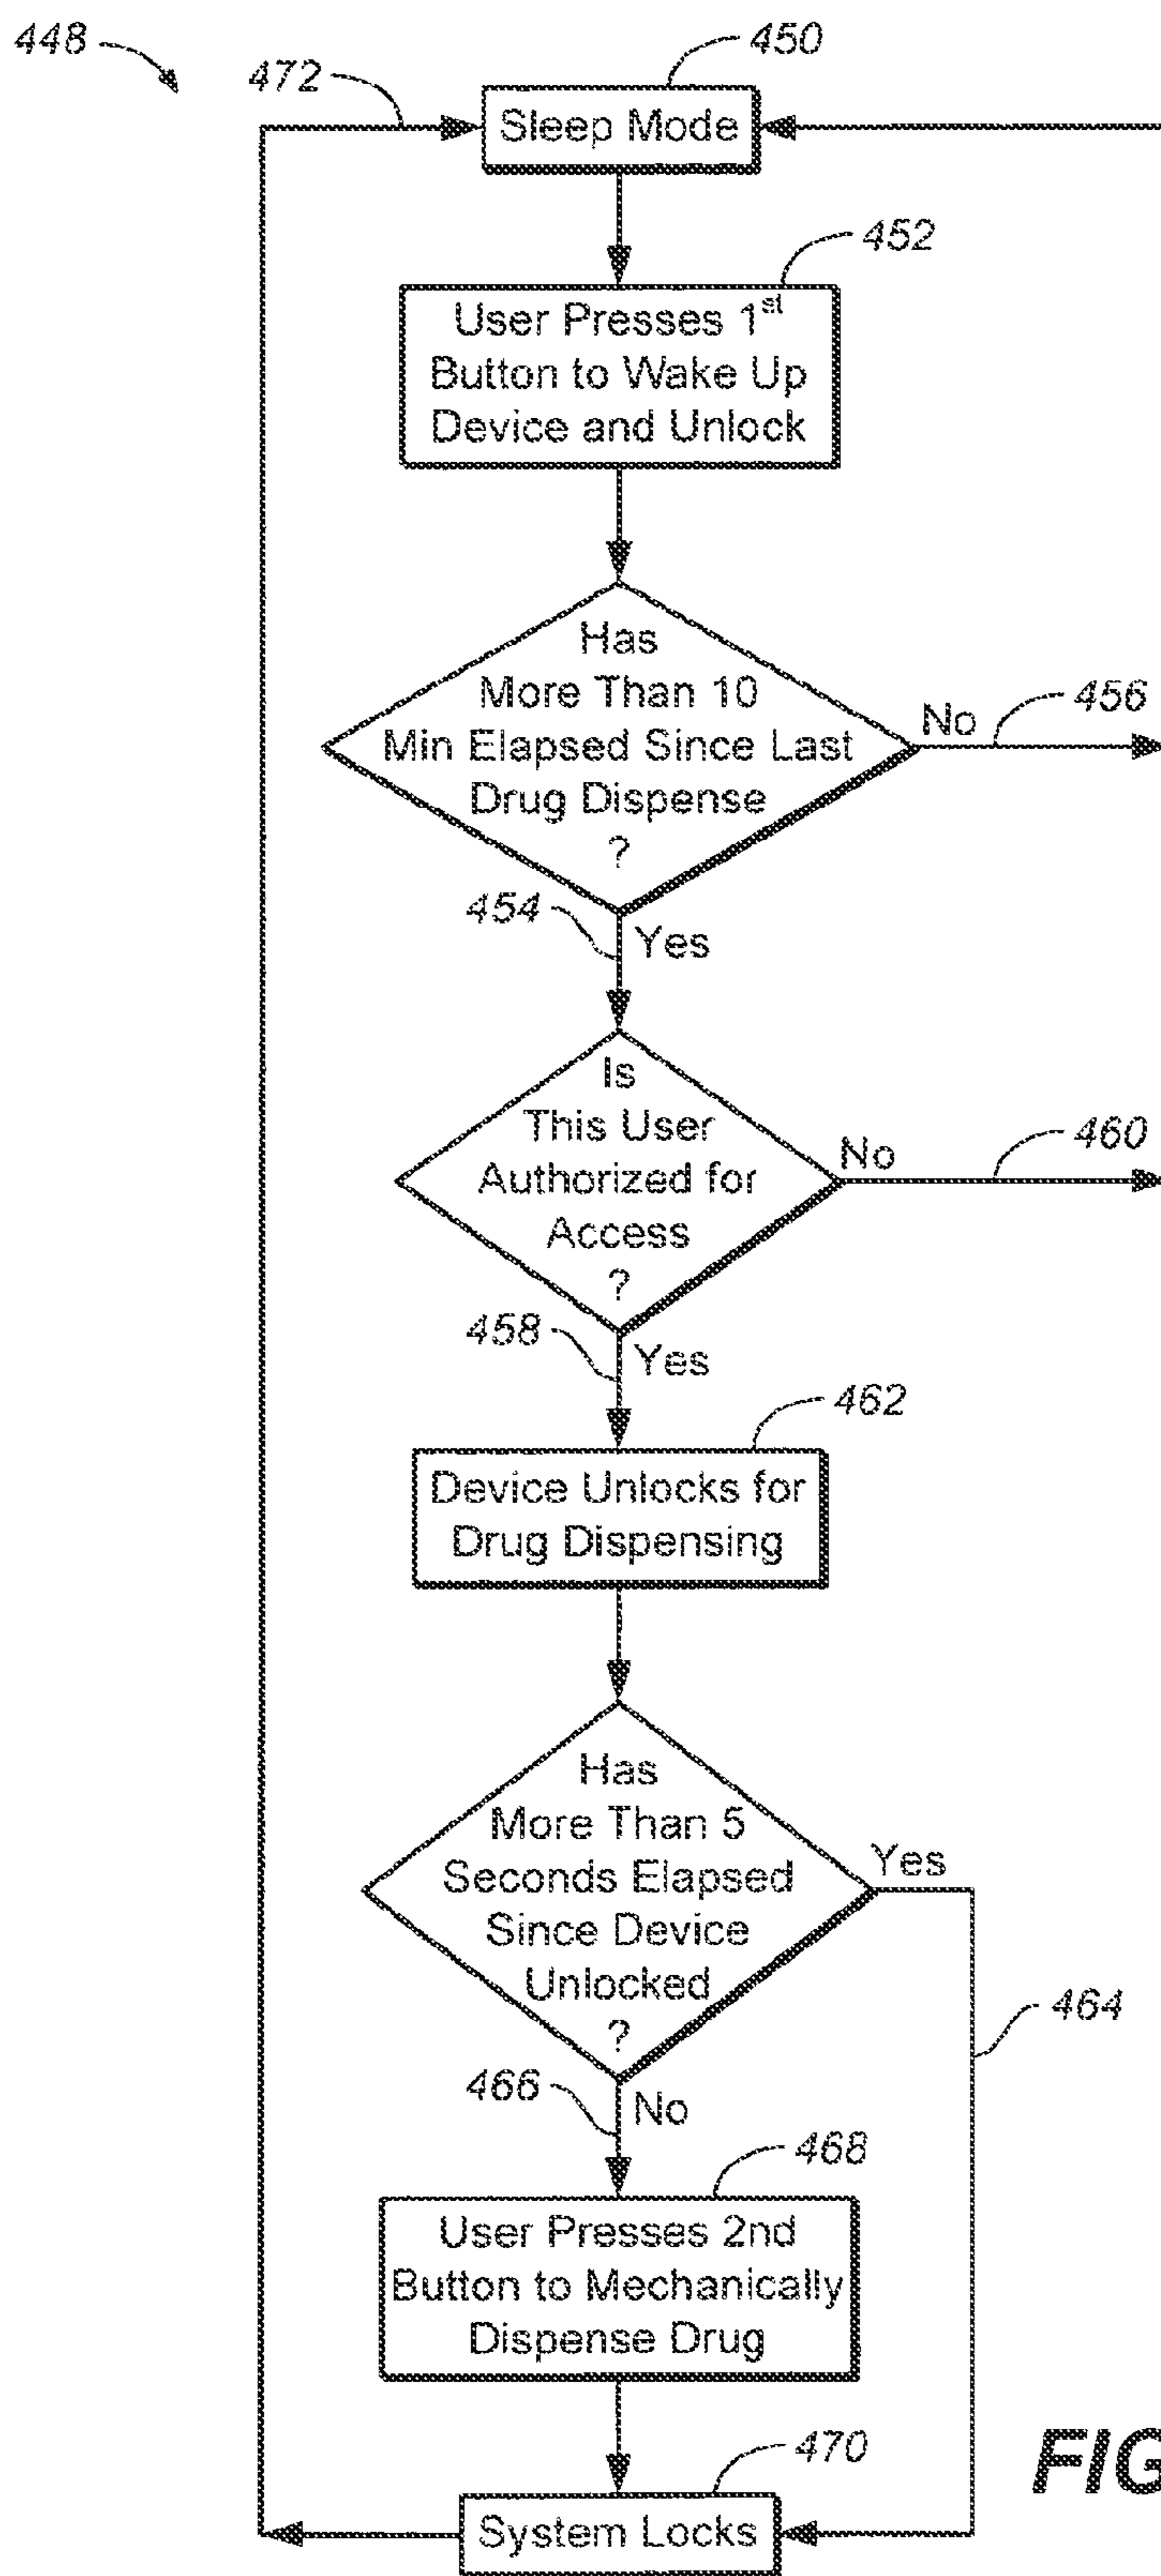 448
472
450
Sleep Mode
452
User Presses 1st
Button to Wake Up
Device and Unlock
Has
More Than 10
Min Elapsed Since Last
Drug Dispense
?
No
456
454
Yes
Is
This User
Authorized for
Access
?
No
460
458
Yes
462
Device Unlocks for
Drug Dispensing
Has
More Than 5
Seconds Elapsed
Since Device
Unlocked
?
Yes
464
466
No
468
User Presses 2nd
Button to Mechanically
Dispense Drug
470
System Locks
FIG